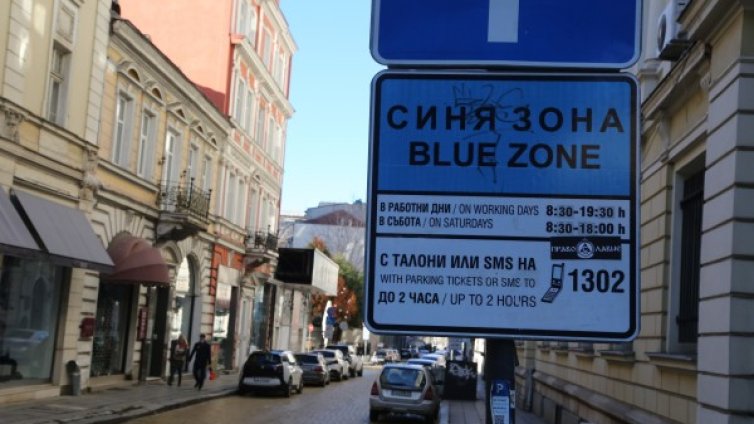 СИНЯ ЗОНА
BLUE ZONE
В РАБОТНИ ДНИ / ON WORKING DAYS 8:30-19:30 h
В СЪБОТА / ON SATURDAYS 8:30-18:00 h
С ТАЛОНИ ИЛИ SMS НА
WITH PARKING TICKETS OR SMS TO
1302
ДО 2 ЧАСА / UP TO 2 HOURS